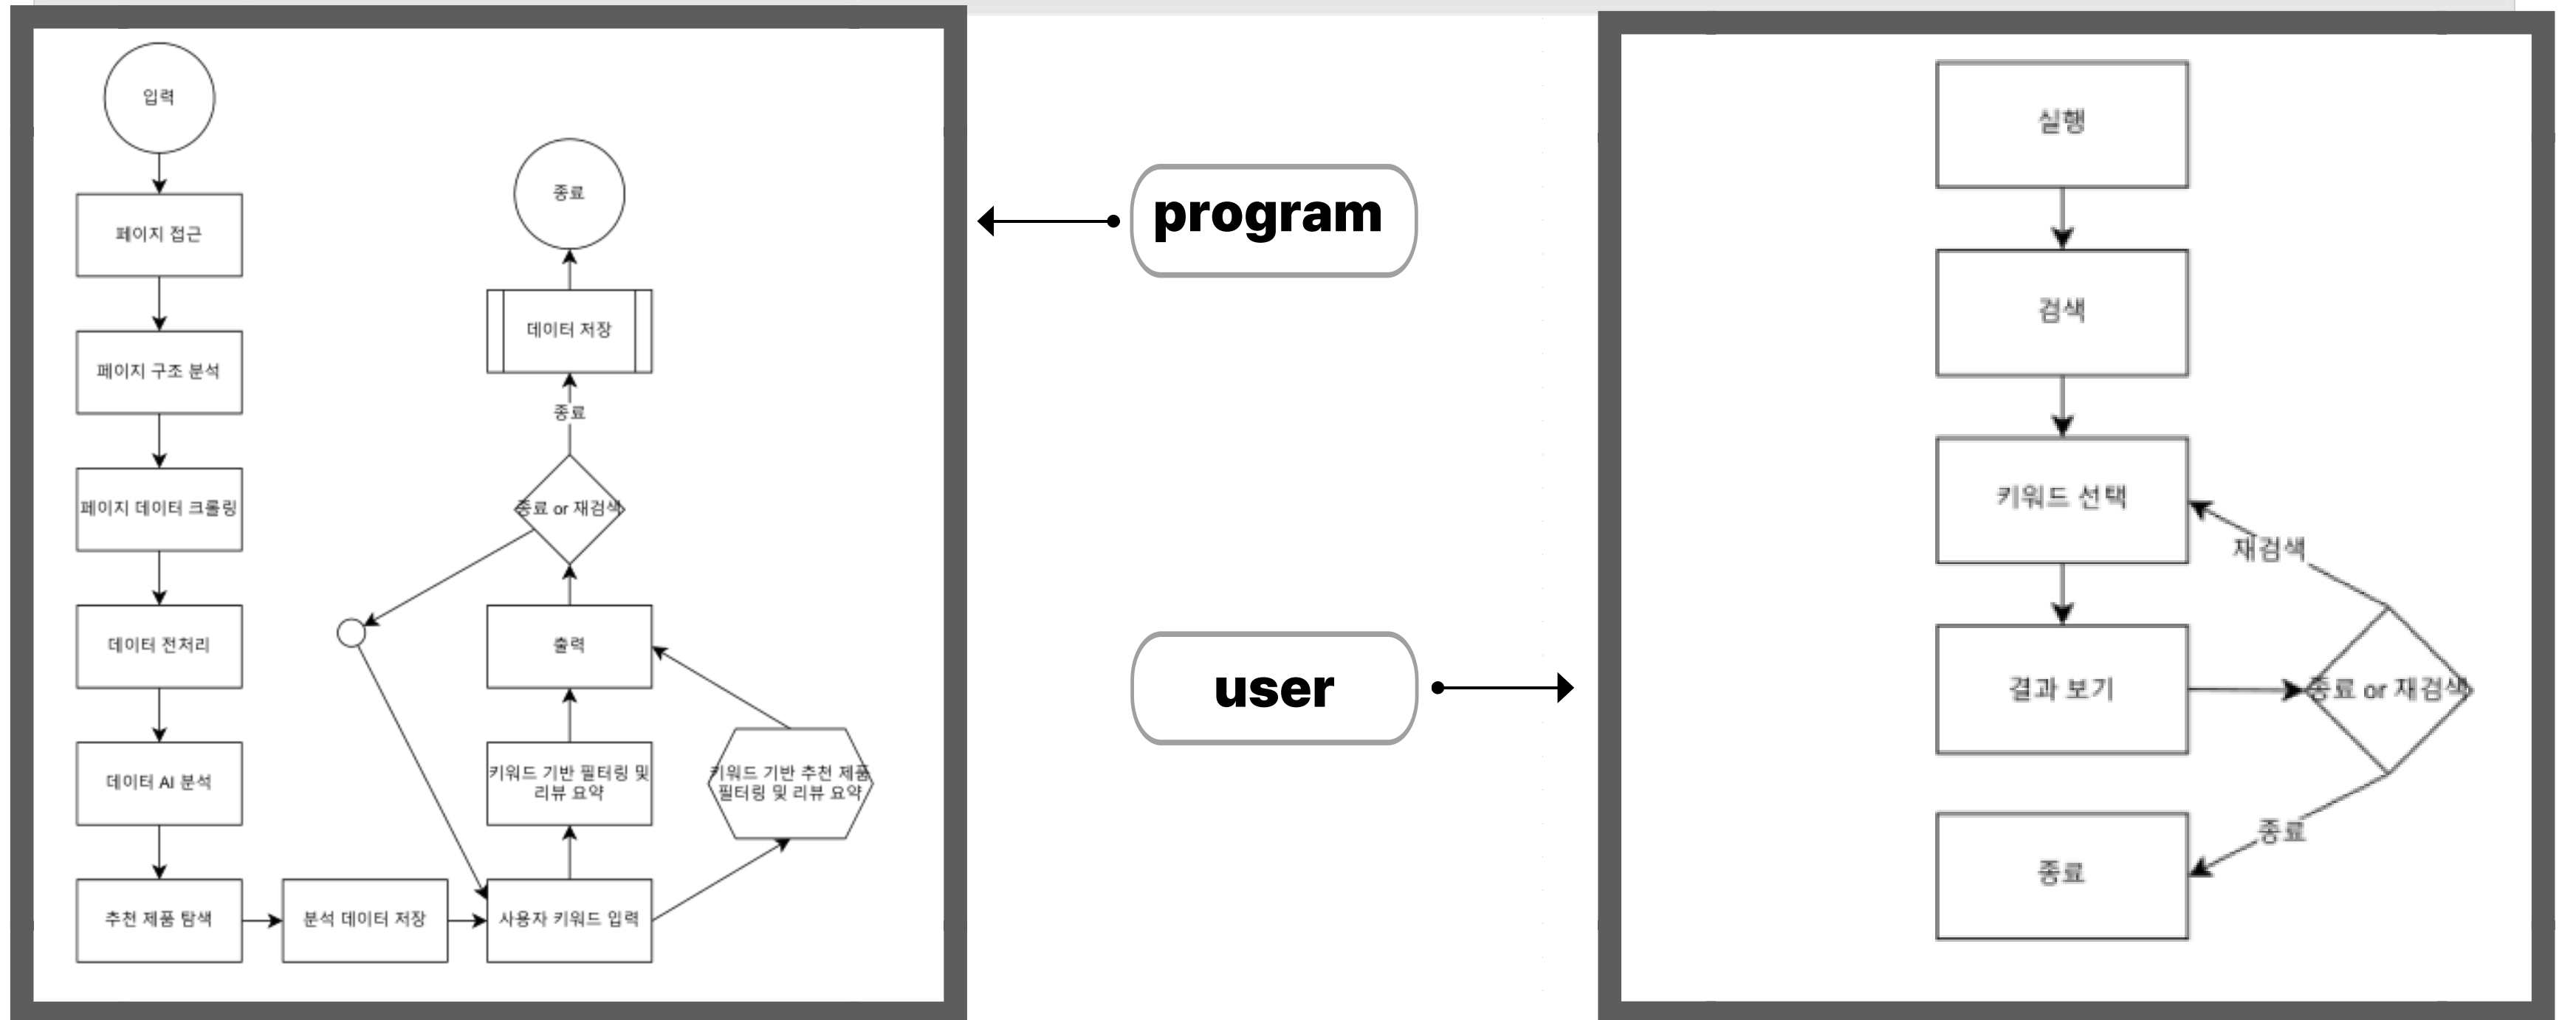 입력
페이지 접근
페이지 구조 분석
페이지 데이터 크롤링
데이터 전처리
데이터 AI 분석
추천 제품 탐색
분석 데이터 저장
사용자 키워드 입력
키워드 기반 필터링 및
리뷰 요약
키워드 기반 추천 제품
필터링 및 리뷰 요약
출력
종료 or 재검색
종료
데이터 저장
종료
program
user
실행
검색
키워드 선택
재검색
결과 보기
종료 or 재검색
종료
종료